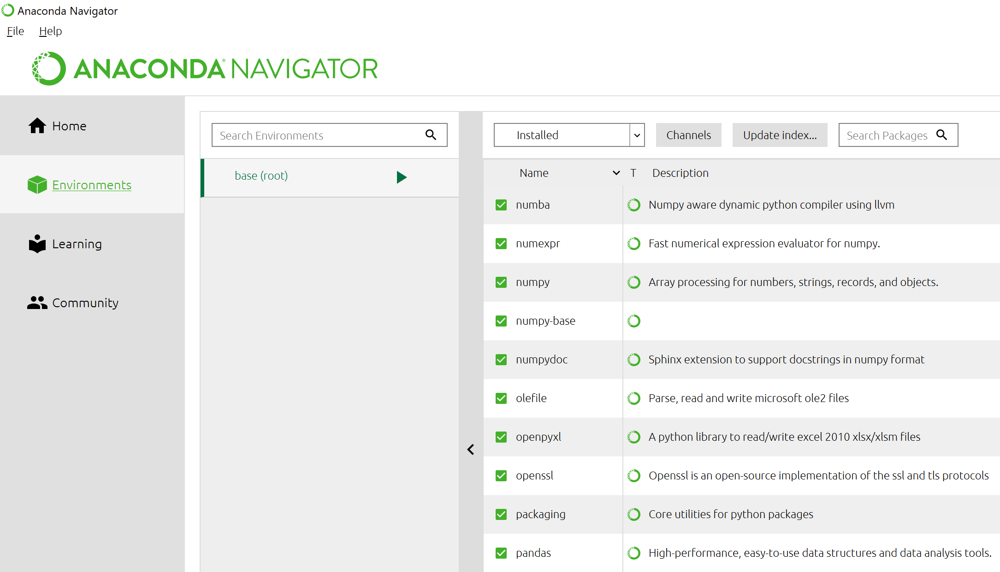 Anaconda Navigator
File Help
ANACONDA® NAVIGATOR
Home
Environments
Learning
Community
Search Environments
base (root)
Installed Channels Update index... Search Packages
Name T Description
numba Numpy aware dynamic python compiler using llvm
numexpr Fast numerical expression evaluator for numpy.
numpy Array processing for numbers, strings, records, and objects.
numpy-base
numpydoc Sphinx extension to support docstrings in numpy format
olefile Parse, read and write microsoft ole2 files
openpyxl A python library to read/write excel 2010 xlsx/xlsm files
openssl Openssl is an open-source implementation of the ssl and tls protocols
packaging Core utilities for python packages
pandas High-performance, easy-to-use data structures and data analysis tools.